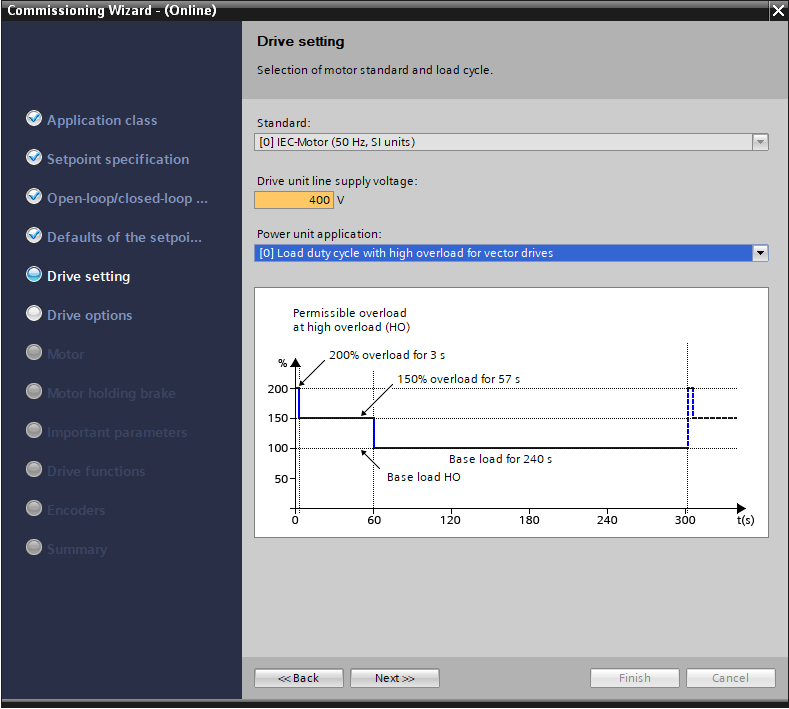 Commissioning Wizard - (Online)
Application class
Setpoint specification
Open-loop/closed-loop ...
Defaults of the setpoi...
Drive setting
Drive options
Motor
Motor holding brake
Important parameters
Drive functions
Encoders
Summary
Drive setting
Selection of motor standard and load cycle.
Standard:
[0] IEC-Motor (50 Hz, SI units)
Drive unit line supply voltage:
400 V
Power unit application:
[0] Load duty cycle with high overload for vector drives
Permissible overload
at high overload (HO)
%
200% overload for 3 s
150% overload for 57 s
200
150
100
50
Base load for 240 s
Base load HO
0 60 120 180 240 300 t(s)
<< Back Next >> Finish Cancel